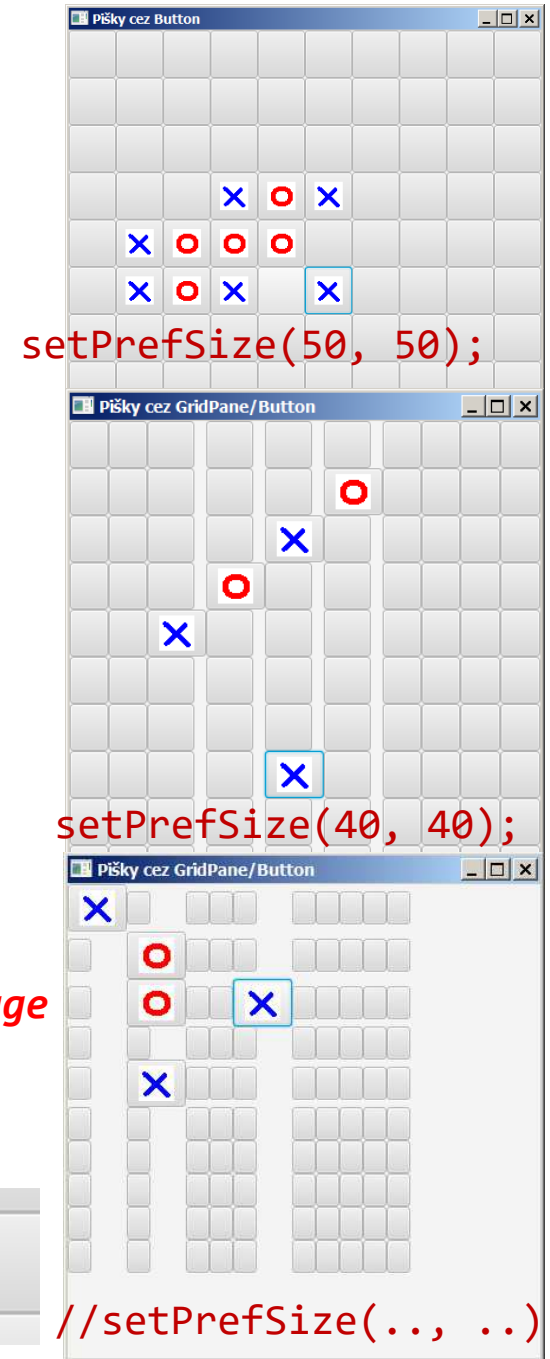 Pišky cez Button
setPrefSize(50, 50);
Pišky cez GridPane/Button
setPrefSize(40, 40);
Pišky cez GridPane/Button
//setPrefSize(.., ..)